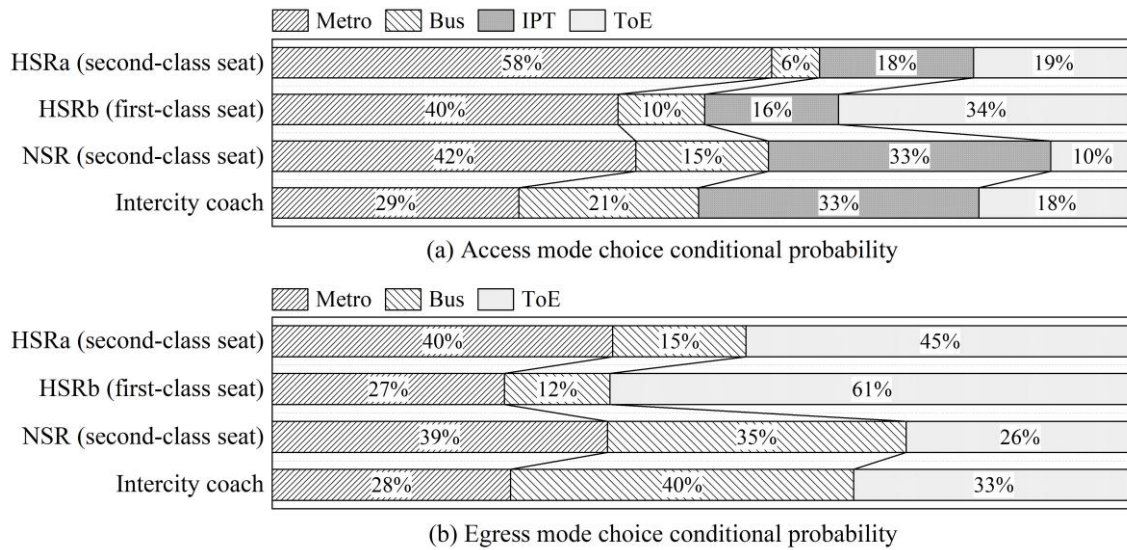 Metro Bus IPT ToE
HSRa (second-class seat) 58% 6% 18% 19%
HSRb (first-class seat) 40% 10% 16% 34%
NSR (second-class seat) 42% 15% 33% 10%
Intercity coach 29% 21% 33% 18%
(a) Access mode choice conditional probability
Metro Bus ToE
HSRa (second-class seat) 40% 15% 45%
HSRb (first-class seat) 27% 12% 61%
NSR (second-class seat) 39% 35% 26%
Intercity coach 28% 40% 33%
(b) Egress mode choice conditional probability